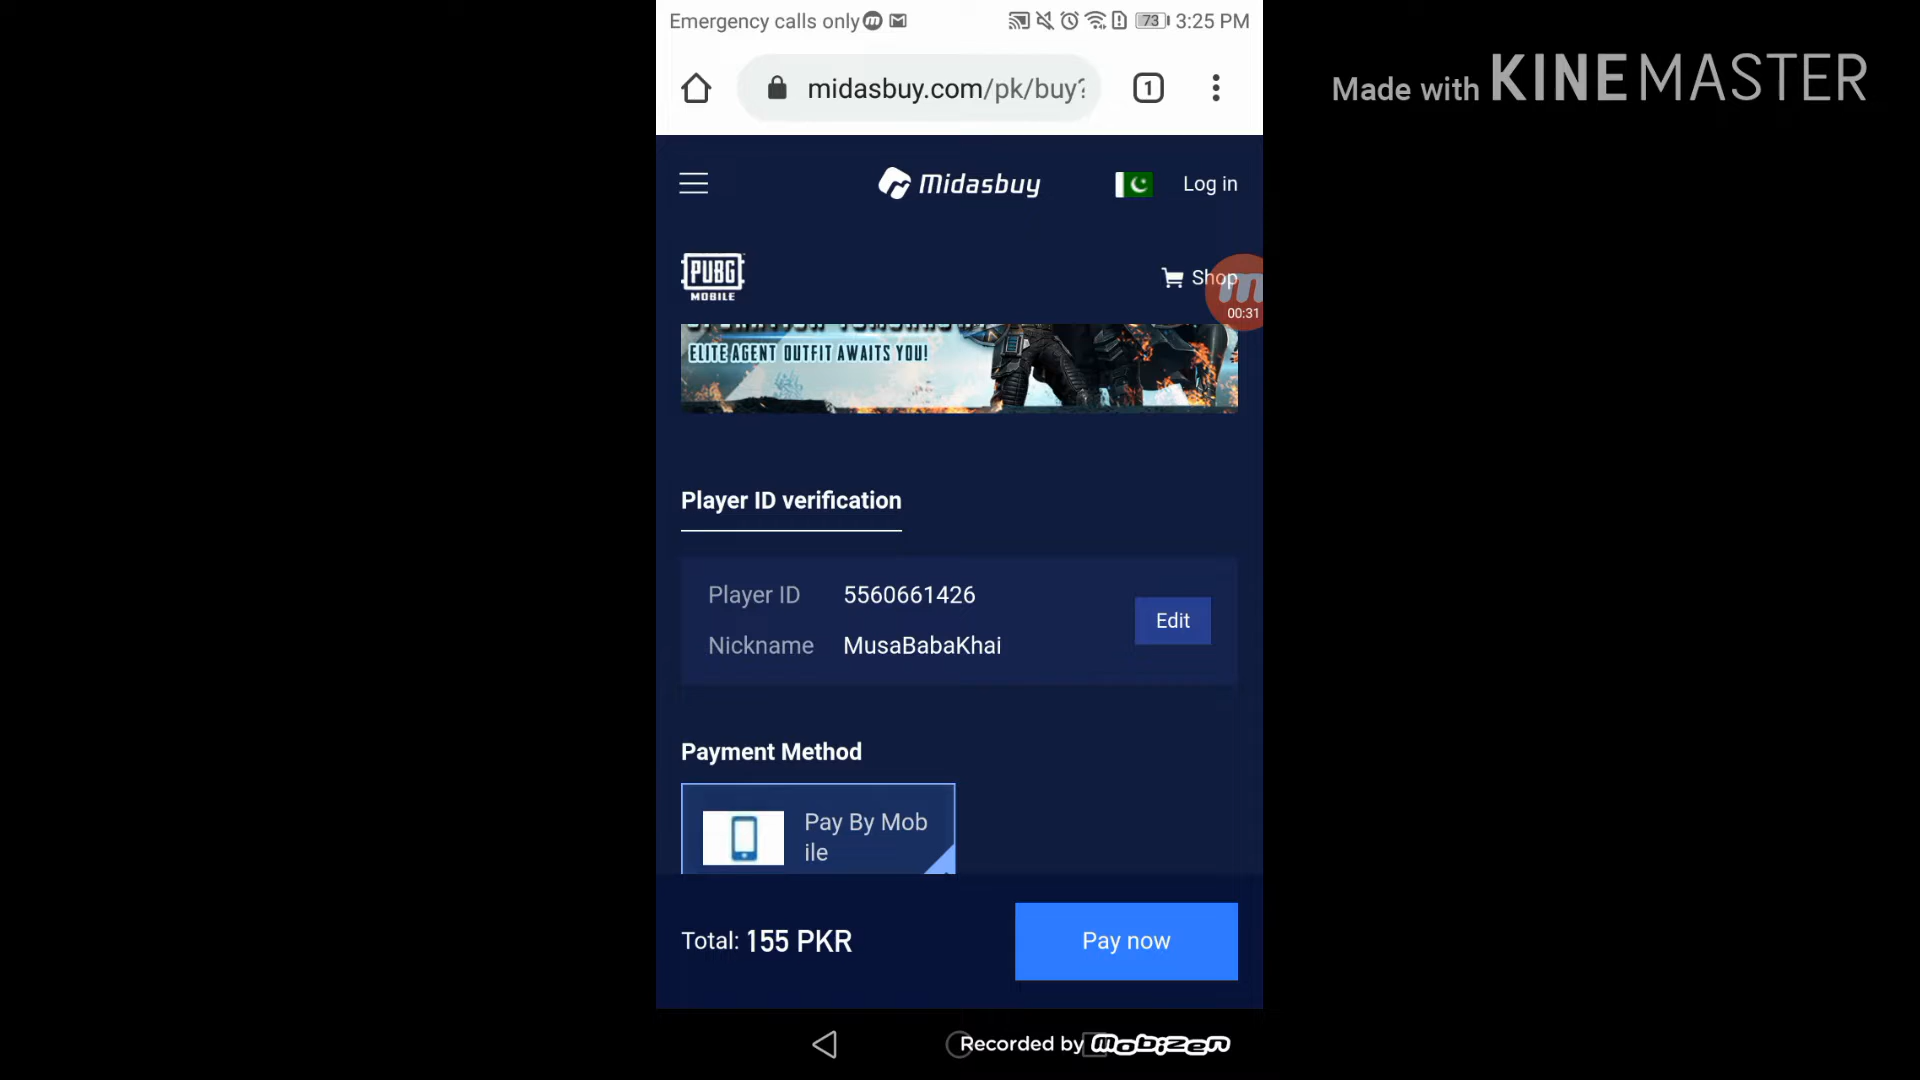 Emergency calls only
73 3:25 PM
Made with KINEMASTER
midasbuy.com/pk/buy?
1
Midasbuy
Log in
PUBG
MOBILE
Shop
00:31
ELITE AGENT OUTFIT AWAITS YOU!
Player ID verification
Player ID 5560661426
Edit
Nickname MusaBabaKhai
Payment Method
Pay By Mob
ile
Total: 155 PKR
Pay now
Recorded by Mobizen